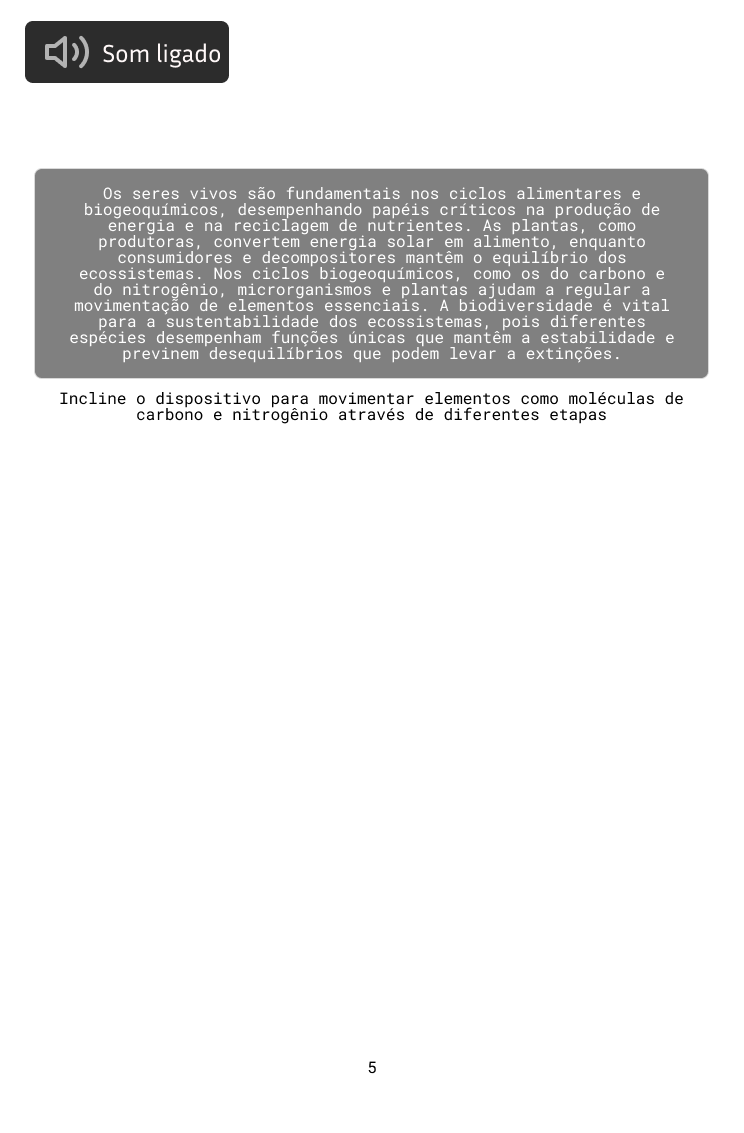 Som ligado
Os seres vivos são fundamentais nos ciclos alimentares e
biogeoquímicos, desempenhando papéis críticos na produção de
energia e na reciclagem de nutrientes. As plantas, como
produtoras, convertem energia solar em alimento, enquanto
consumidores e decompositores mantêm o equilíbrio dos
ecossistemas. Nos ciclos biogeoquímicos, como os do carbono e
do nitrogênio, microrganismos e plantas ajudam a regular a
movimentação de elementos essenciais. A biodiversidade é vital
para a sustentabilidade dos ecossistemas, pois diferentes
espécies desempenham funções únicas que mantêm a estabilidade e
previnem desequilíbrios que podem levar a extinções.
Incline o dispositivo para movimentar elementos como moléculas de
carbono e nitrogênio através de diferentes etapas
5